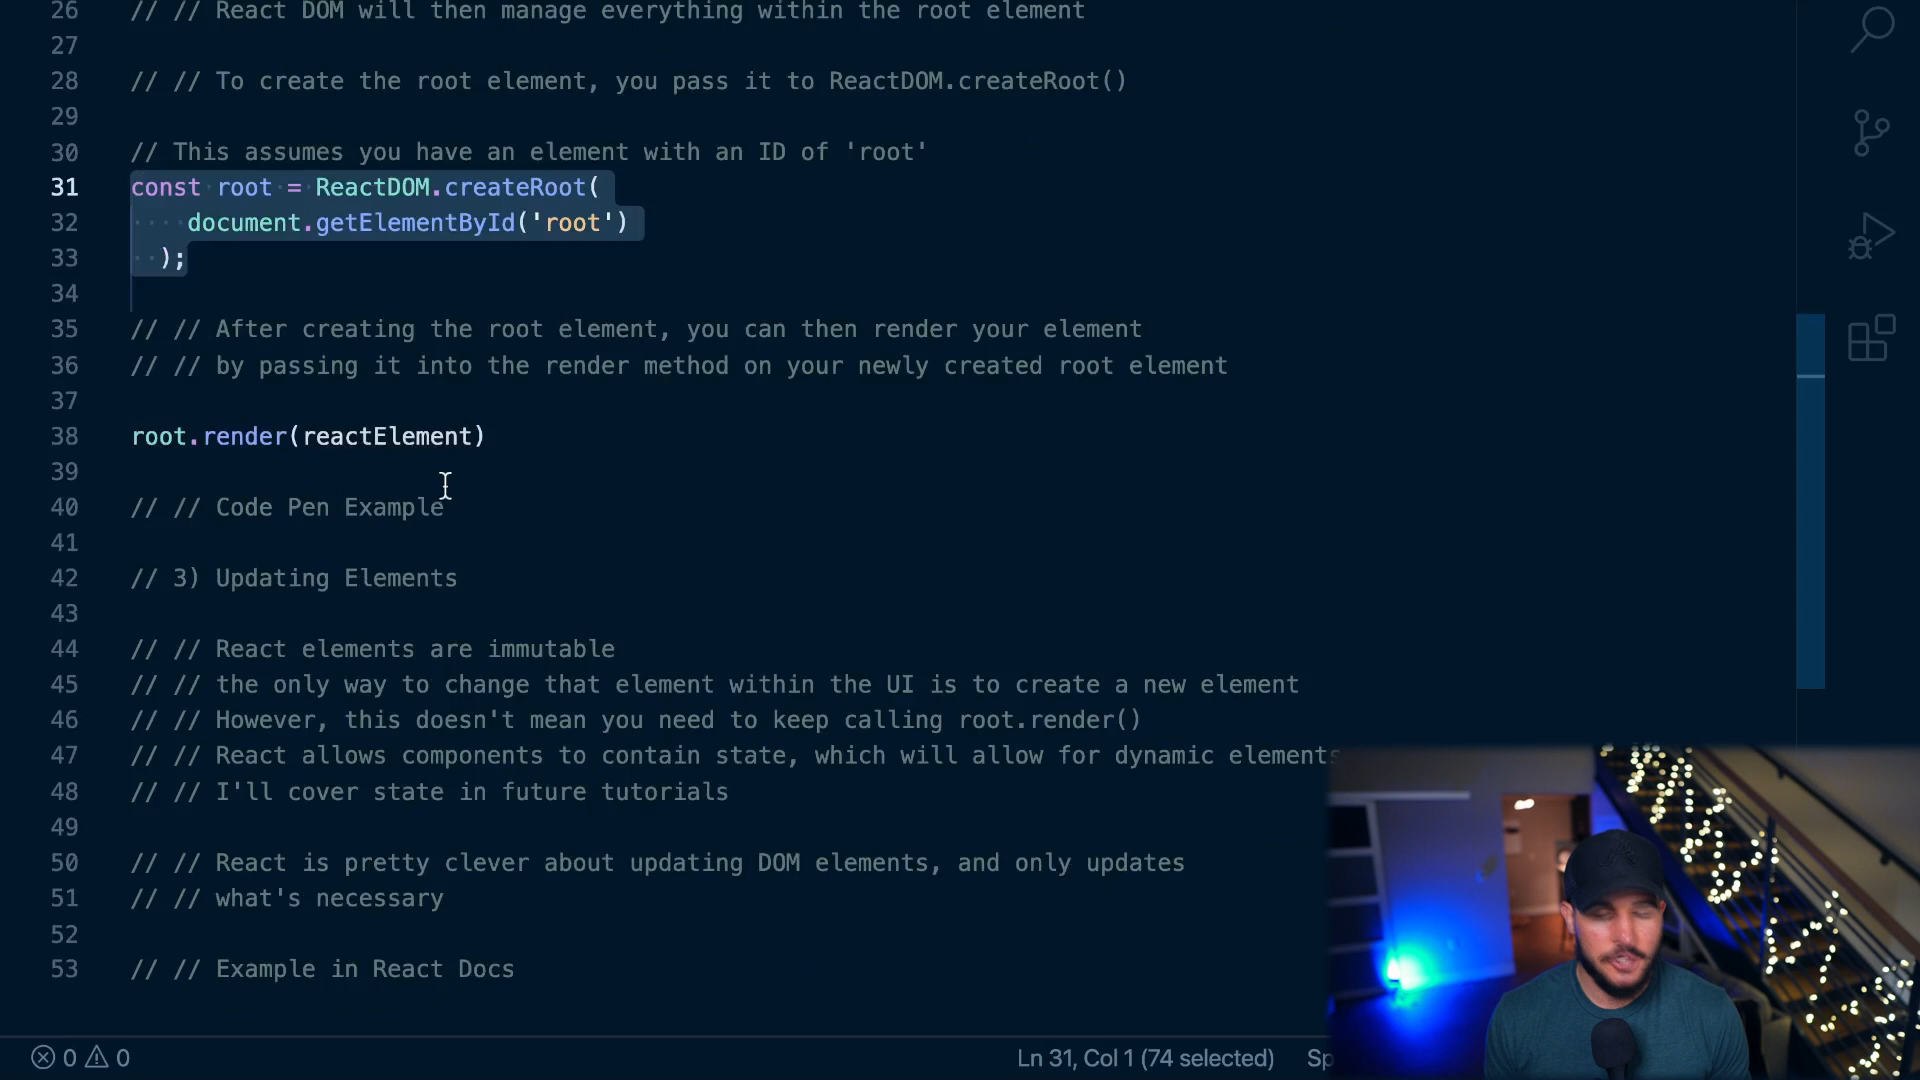 26 // // React DOM will then manage everything within the root element
27
28 // // To create the root element, you pass it to ReactDOM.createRoot()
29
30 // This assumes you have an element with an ID of 'root'
31 const root = ReactDOM.createRoot(
32 document.getElementById('root')
33 );
34
35 // // After creating the root element, you can then render your element
36 // // by passing it into the render method on your newly created root element
37
38 root.render(reactElement)
39
40 // // Code Pen Example
41
42 // 3) Updating Elements
43
44 // // React elements are immutable
45 // // the only way to change that element within the UI is to create a new element
46 // // However, this doesn't mean you need to keep calling root.render()
47 // // React allows components to contain state, which will allow for dynamic elements
48 // // I'll cover state in future tutorials
49
50 // // React is pretty clever about updating DOM elements, and only updates
51 // // what's necessary
52
53 // // Example in React Docs
0 0 Ln 31, Col 1 (74 selected) Sp